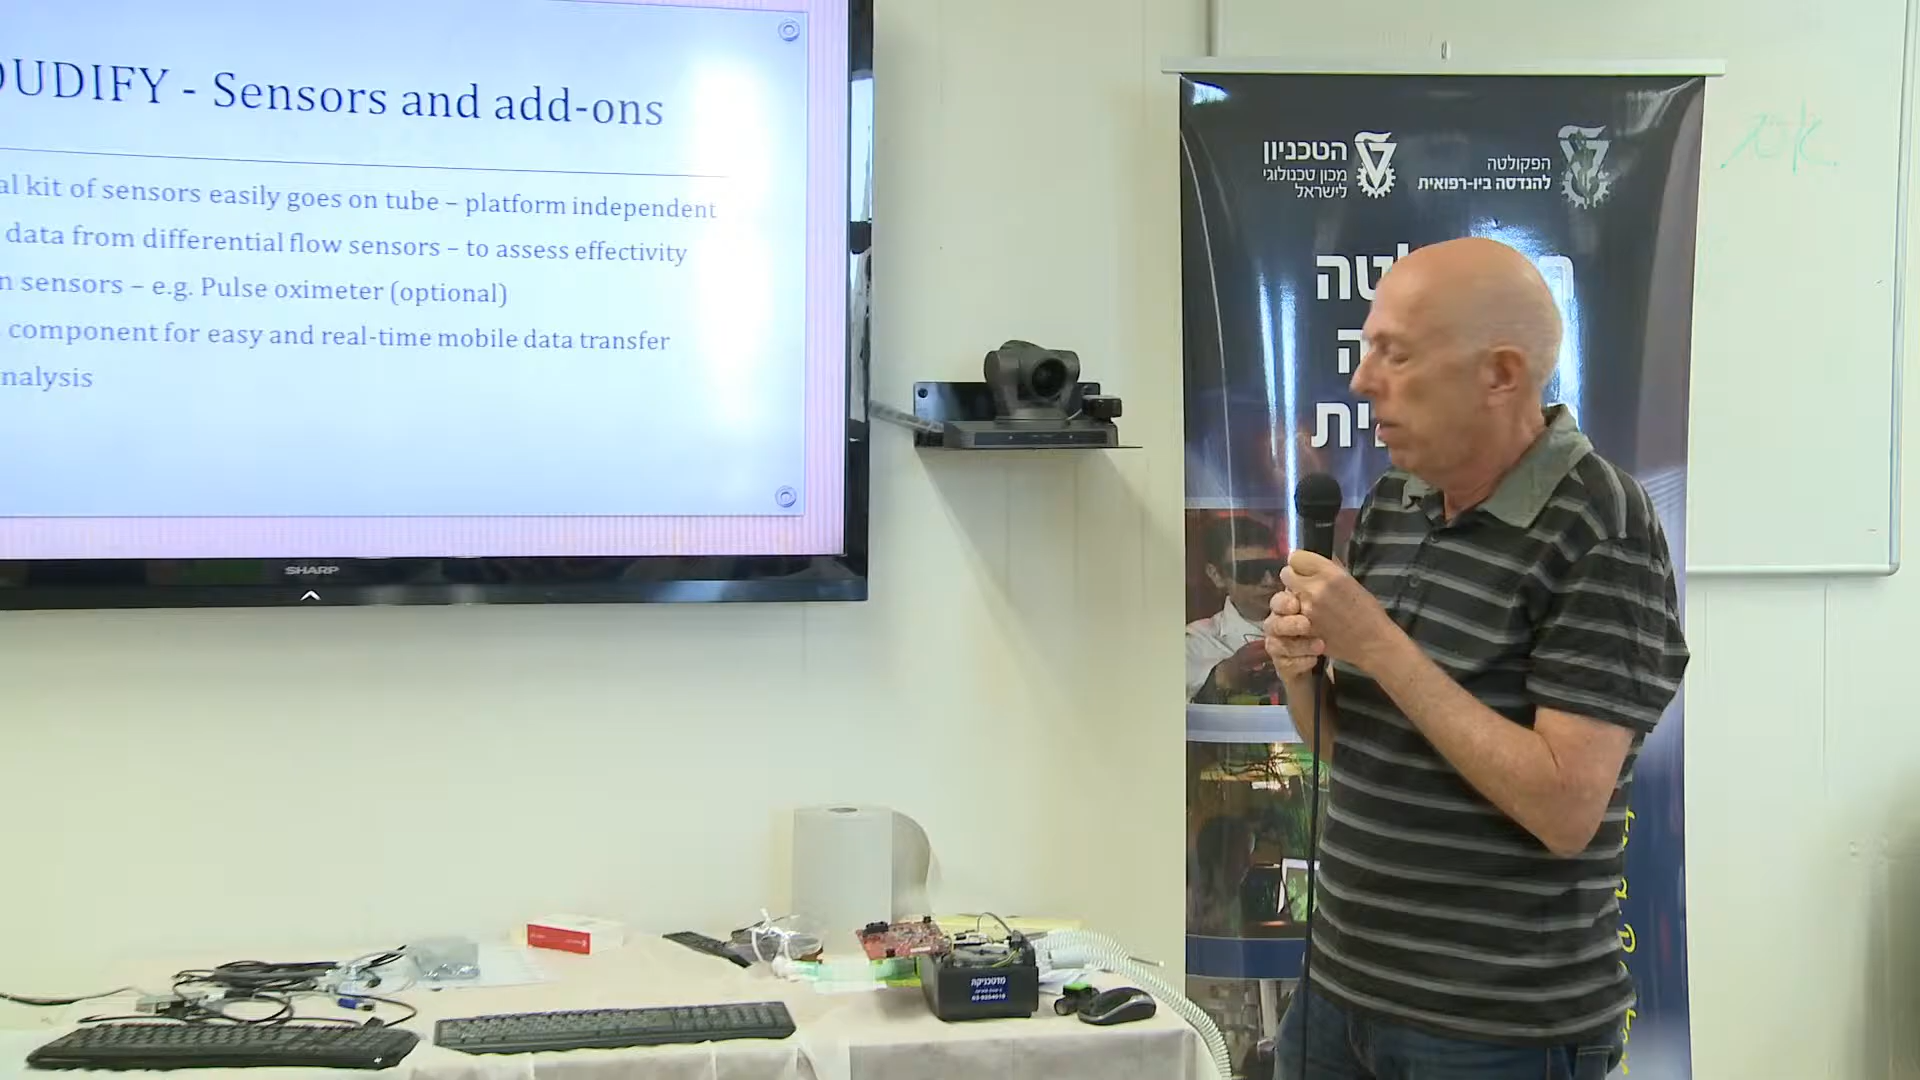 OUDIFY - Sensors and add-ons
al kit of sensors easily goes on tube – platform independent
data from differential flow sensors – to assess effectivity
n sensors – e.g. Pulse oximeter (optional)
component for easy and real-time mobile data transfer
nalysis
SHARP
הטכניון
מכון טכנולוגי
לישראל
הפקולטה
להנדסה ביו-רפואית
מדטכניקה